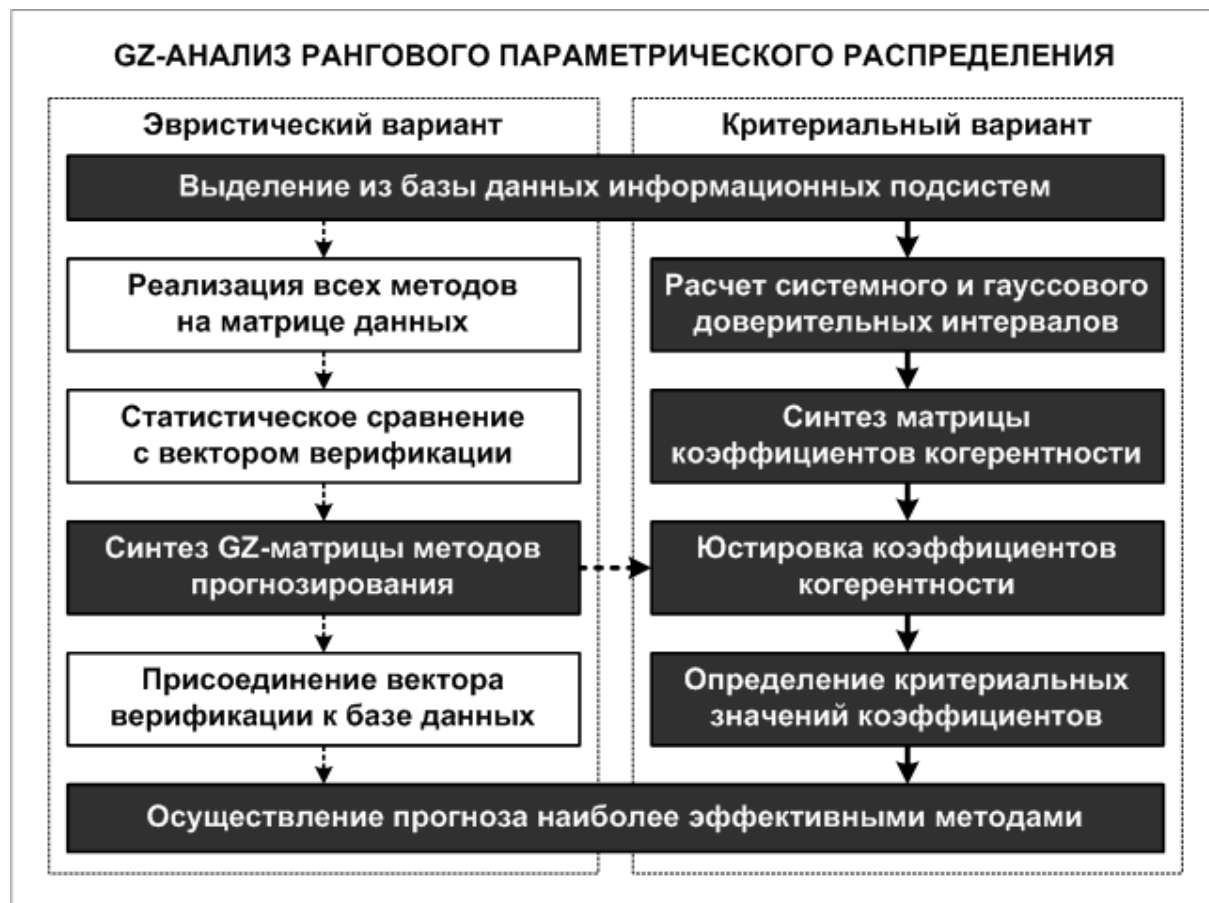 GZ-АНАЛИЗ РАНГОВОГО ПАРАМЕТРИЧЕСКОГО РАСПРЕДЕЛЕНИЯ
Эвристический вариант
Критериальный вариант
Выделение из базы данных информационных подсистем
Реализация всех методов
на матрице данных
Статистическое сравнение
с вектором верификации
Синтез GZ-матрицы методов
прогнозирования
Присоединение вектора
верификации к базе данных
Расчет системного и гауссового
доверительных интервалов
Синтез матрицы
коэффициентов когерентности
Юстировка коэффициентов
когерентности
Определение критериальных
значений коэффициентов
Осуществление прогноза наиболее эффективными методами